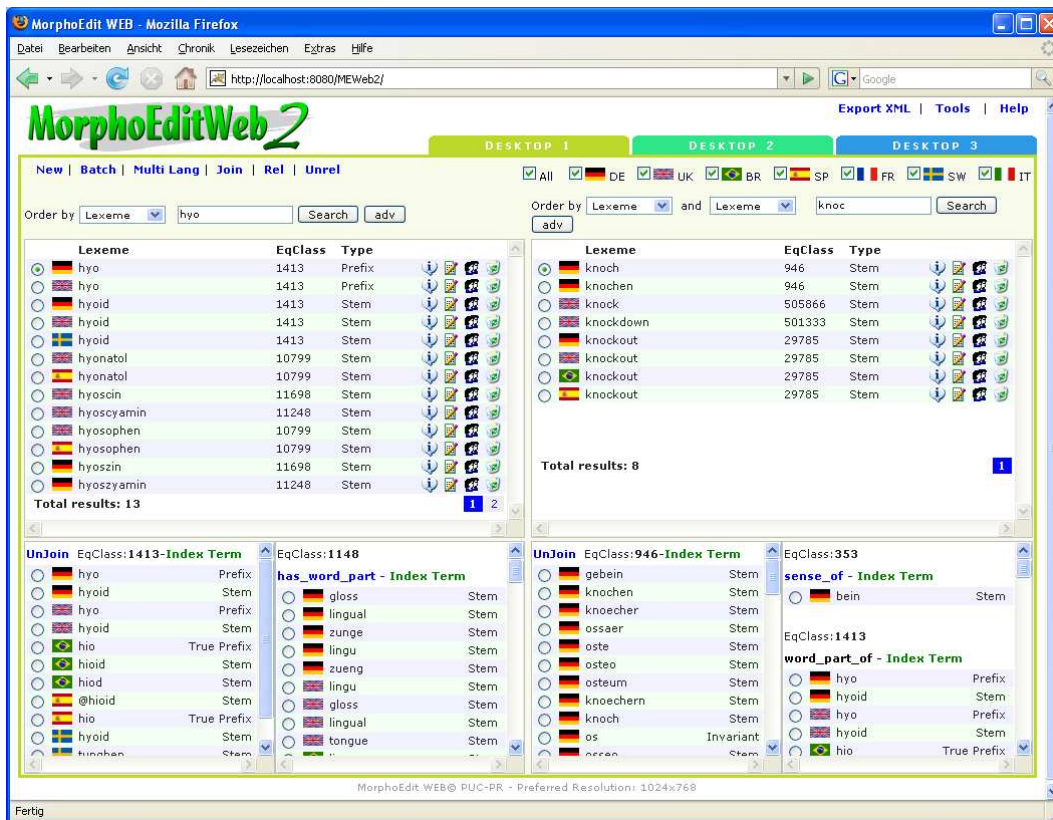 MorphoEdit WEB - Mozilla Firefox
Datei Bearbeiten Ansicht Chronik Lesezeichen Extras Hilfe
http://localhost:8080/MEWeb2/ G Google
MorphoEditWeb2
Export XML | Tools | Help
DESKTOP 1 DESKTOP 2 DESKTOP 3
New | Batch | Multi Lang | Join | Rel | Unrel
All DE UK BR SP FR SW IT
Order by Lexeme hyo Search adv
Lexeme EqClass Type
hyo 1413 Prefix
hyo 1413 Prefix
hyoid 1413 Stem
hyoid 1413 Stem
hyoid 1413 Stem
hyonatol 10799 Stem
hyonatol 10799 Stem
hyoscin 11698 Stem
hyoscyamin 11248 Stem
hyosophen 10799 Stem
hyosophen 10799 Stem
hyoszin 11698 Stem
hyoszyamin 11248 Stem
Total results: 13 1 2
Order by Lexeme and Lexeme knoc Search
adv
Lexeme EqClass Type
knoch 946 Stem
knochen 946 Stem
knock 505866 Stem
knockdown 501333 Stem
knockout 29785 Stem
knockout 29785 Stem
knockout 29785 Stem
knockout 29785 Stem
Total results: 8 1
UnJoin EqClass:1413-Index Term
hyo Prefix
hyoid Stem
hyo Prefix
hyoid Stem
hio True Prefix
hioid Stem
hiod Stem
@hioid Stem
hio True Prefix
hyoid Stem
tungben Stem
EqClass:1148
has_word_part - Index Term
gloss Stem
lingual Stem
zunge Stem
lingu Stem
zueng Stem
lingu Stem
gloss Stem
lingual Stem
tongue Stem
UnJoin EqClass:946-Index Term
gebein Stem
knochen Stem
knoecher Stem
ossaer Stem
oste Stem
osteo Stem
osteum Stem
knoechern Stem
knoch Stem
os Invariant
osseo Stem
EqClass:353
sense_of - Index Term
bein Stem
EqClass:1413
word_part_of - Index Term
hyo Prefix
hyoid Stem
hyo Prefix
hyoid Stem
hio True Prefix
MorphoEdit WEB© PUC-PR - Preferred Resolution: 1024x768
Fertig